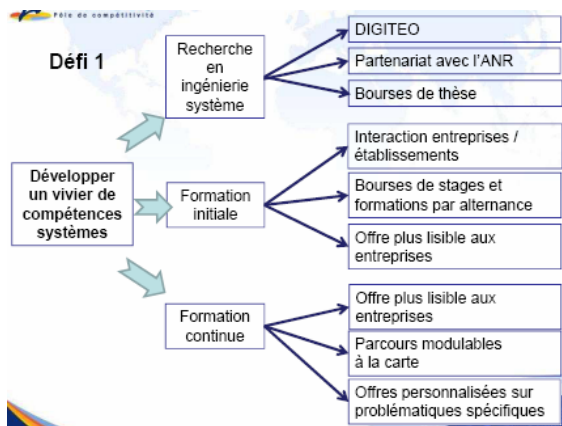 Pôle de compétitivité
Défi 1
Développer
un vivier de
compétences
systèmes
Recherche
en
ingénierie
système
DIGITEO
Partenariat avec l'ANR
Bourses de thèse
Formation
initiale
Interaction entreprises /
établissements
Bourses de stages et
formations par alternance
Offre plus lisible aux
entreprises
Formation
continue
Offre plus lisible aux
entreprises
Parcours modulables
à la carte
Offres personnalisées sur
problématiques spécifiques